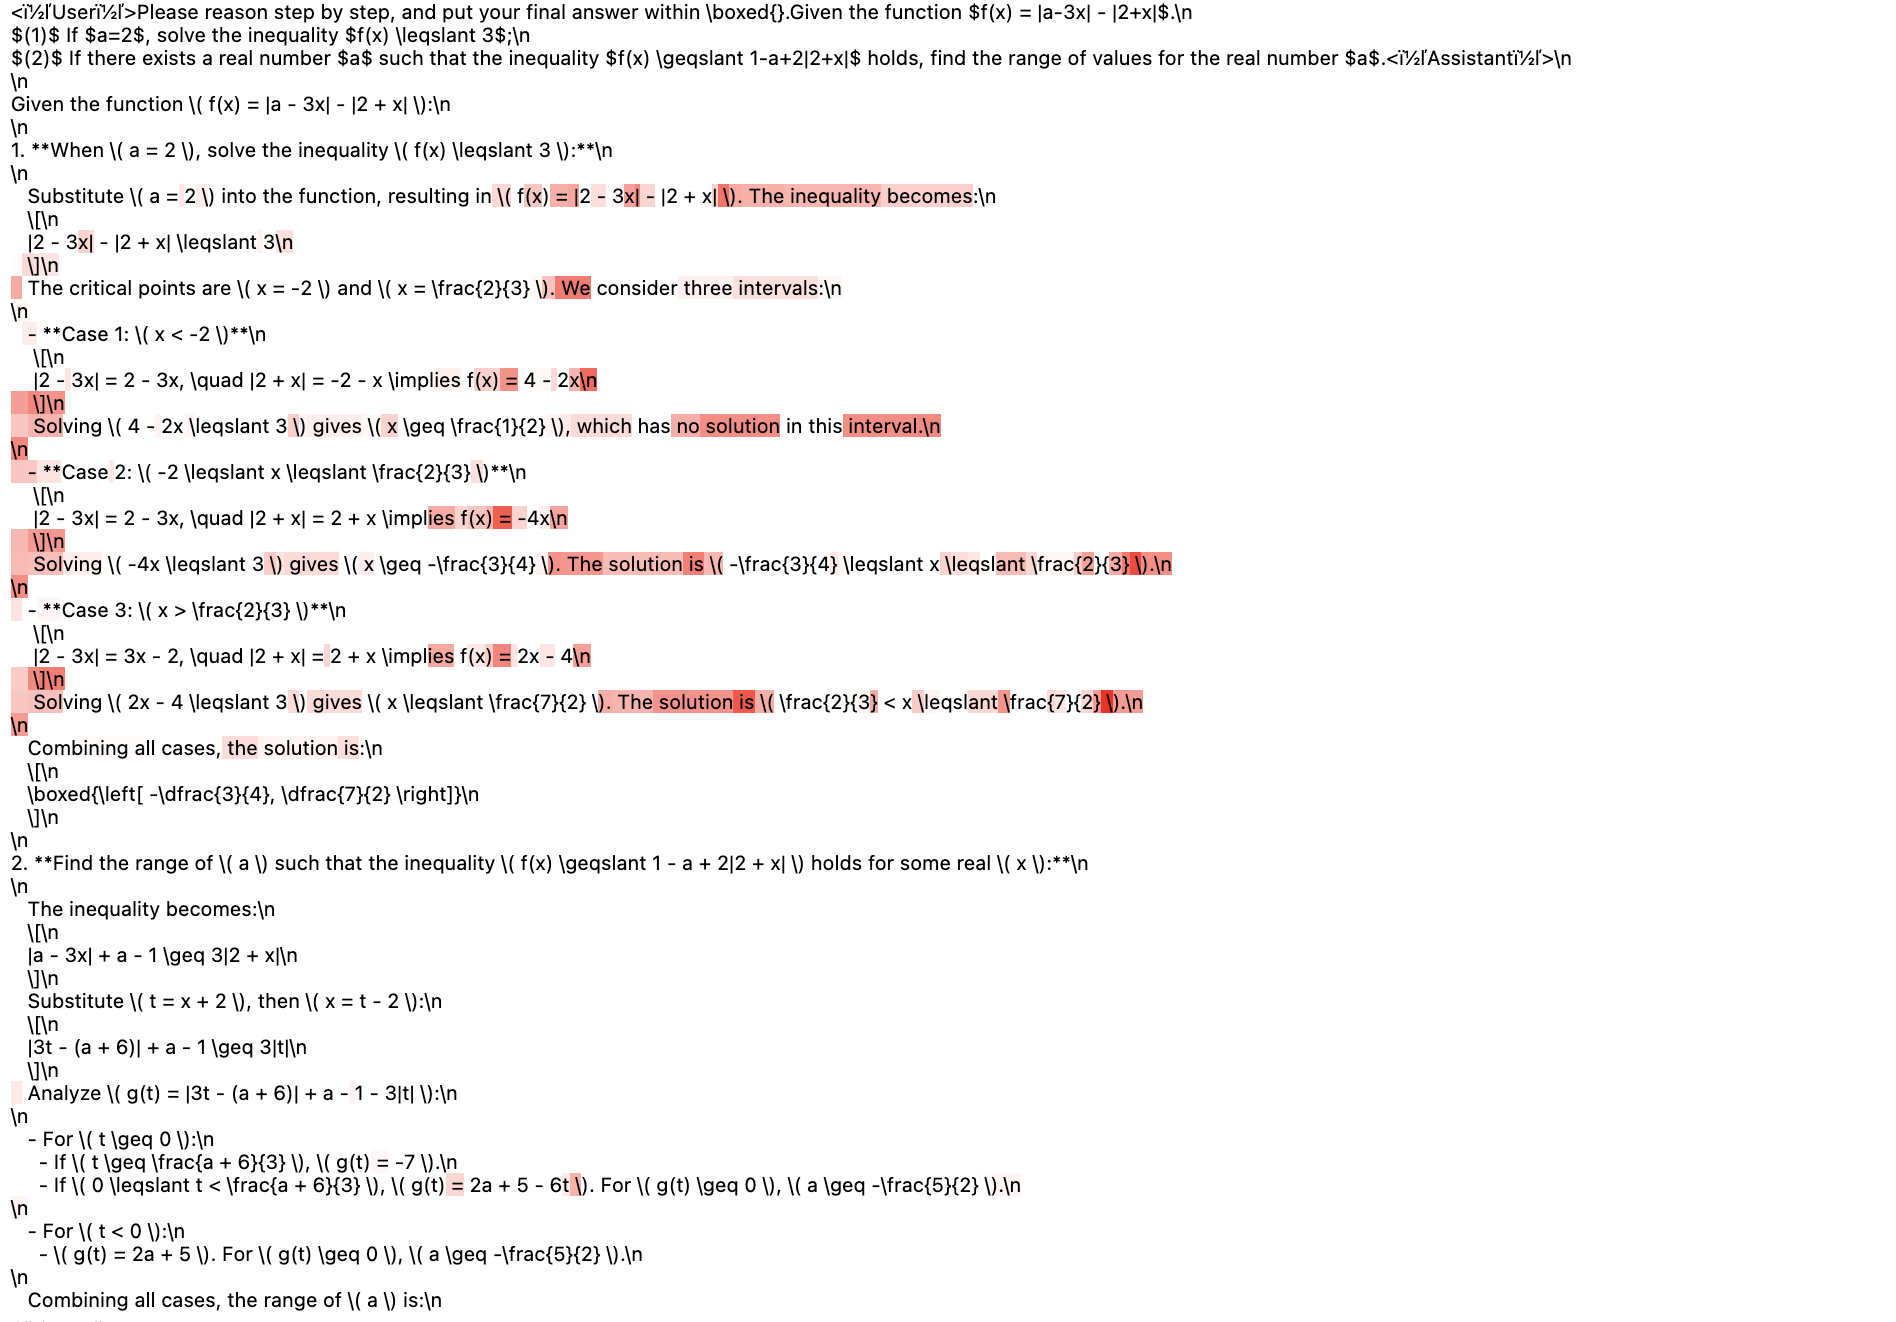 <ï½ľUserï½ľ>Please reason step by step, and put your final answer within \boxed{}.Given the function $f(x) = |a-3x| - |2+x|$.\n
$(1)$ If $a=2$, solve the inequality $f(x) \leqslant 3$;\n
$(2)$ If there exists a real number $a$ such that the inequality $f(x) \geqslant 1-a+2|2+x|$ holds, find the range of values for the real number $a$.<ï½ľAssistantï½ľ>\n
\n
Given the function \( f(x) = |a - 3x| - |2 + x| \):\n
\n
1. **When \( a = 2 \), solve the inequality \( f(x) \leqslant 3 \):**\n
\n
Substitute \( a = 2 \) into the function, resulting in \( f(x) = |2 - 3x| - |2 + x| \). The inequality becomes:\n
\[\n
|2 - 3x| - |2 + x| \leqslant 3\n
\]\n
The critical points are \( x = -2 \) and \( x = \frac{2}{3} \). We consider three intervals:\n
\n
- **Case 1: \( x < -2 \)**\n
\[\n
|2 - 3x| = 2 - 3x, \quad |2 + x| = -2 - x \implies f(x) = 4 - 2x\n
\]\n
Solving \( 4 - 2x \leqslant 3 \) gives \( x \geq \frac{1}{2} \), which has no solution in this interval.\n
\n
- **Case 2: \( -2 \leqslant x \leqslant \frac{2}{3} \)**\n
\[\n
|2 - 3x| = 2 - 3x, \quad |2 + x| = 2 + x \implies f(x) = -4x\n
\]\n
Solving \( -4x \leqslant 3 \) gives \( x \geq -\frac{3}{4} \). The solution is \( -\frac{3}{4} \leqslant x \leqslant \frac{2}{3} \).\n
\n
- **Case 3: \( x > \frac{2}{3} \)**\n
\[\n
|2 - 3x| = 3x - 2, \quad |2 + x| = 2 + x \implies f(x) = 2x - 4\n
\]\n
Solving \( 2x - 4 \leqslant 3 \) gives \( x \leqslant \frac{7}{2} \). The solution is \( \frac{2}{3} < x \leqslant \frac{7}{2} \).\n
\n
Combining all cases, the solution is:\n
\[\n
\boxed{\left[ -\dfrac{3}{4}, \dfrac{7}{2} \right]}\n
\]\n
\n
2. **Find the range of \( a \) such that the inequality \( f(x) \geqslant 1 - a + 2|2 + x| \) holds for some real \( x \):**\n
\n
The inequality becomes:\n
\[\n
|a - 3x| + a - 1 \geq 3|2 + x|\n
\]\n
Substitute \( t = x + 2 \), then \( x = t - 2 \):\n
\[\n
|3t - (a + 6)| + a - 1 \geq 3|t|\n
\]\n
Analyze \( g(t) = |3t - (a + 6)| + a - 1 - 3|t| \):\n
\n
- For \( t \geq 0 \):\n
- If \( t \geq \frac{a + 6}{3} \), \( g(t) = -7 \).\n
- If \( 0 \leqslant t < \frac{a + 6}{3} \), \( g(t) = 2a + 5 - 6t \). For \( g(t) \geq 0 \), \( a \geq -\frac{5}{2} \).\n
\n
- For \( t < 0 \):\n
- \( g(t) = 2a + 5 \). For \( g(t) \geq 0 \), \( a \geq -\frac{5}{2} \).\n
\n
Combining all cases, the range of \( a \) is:\n